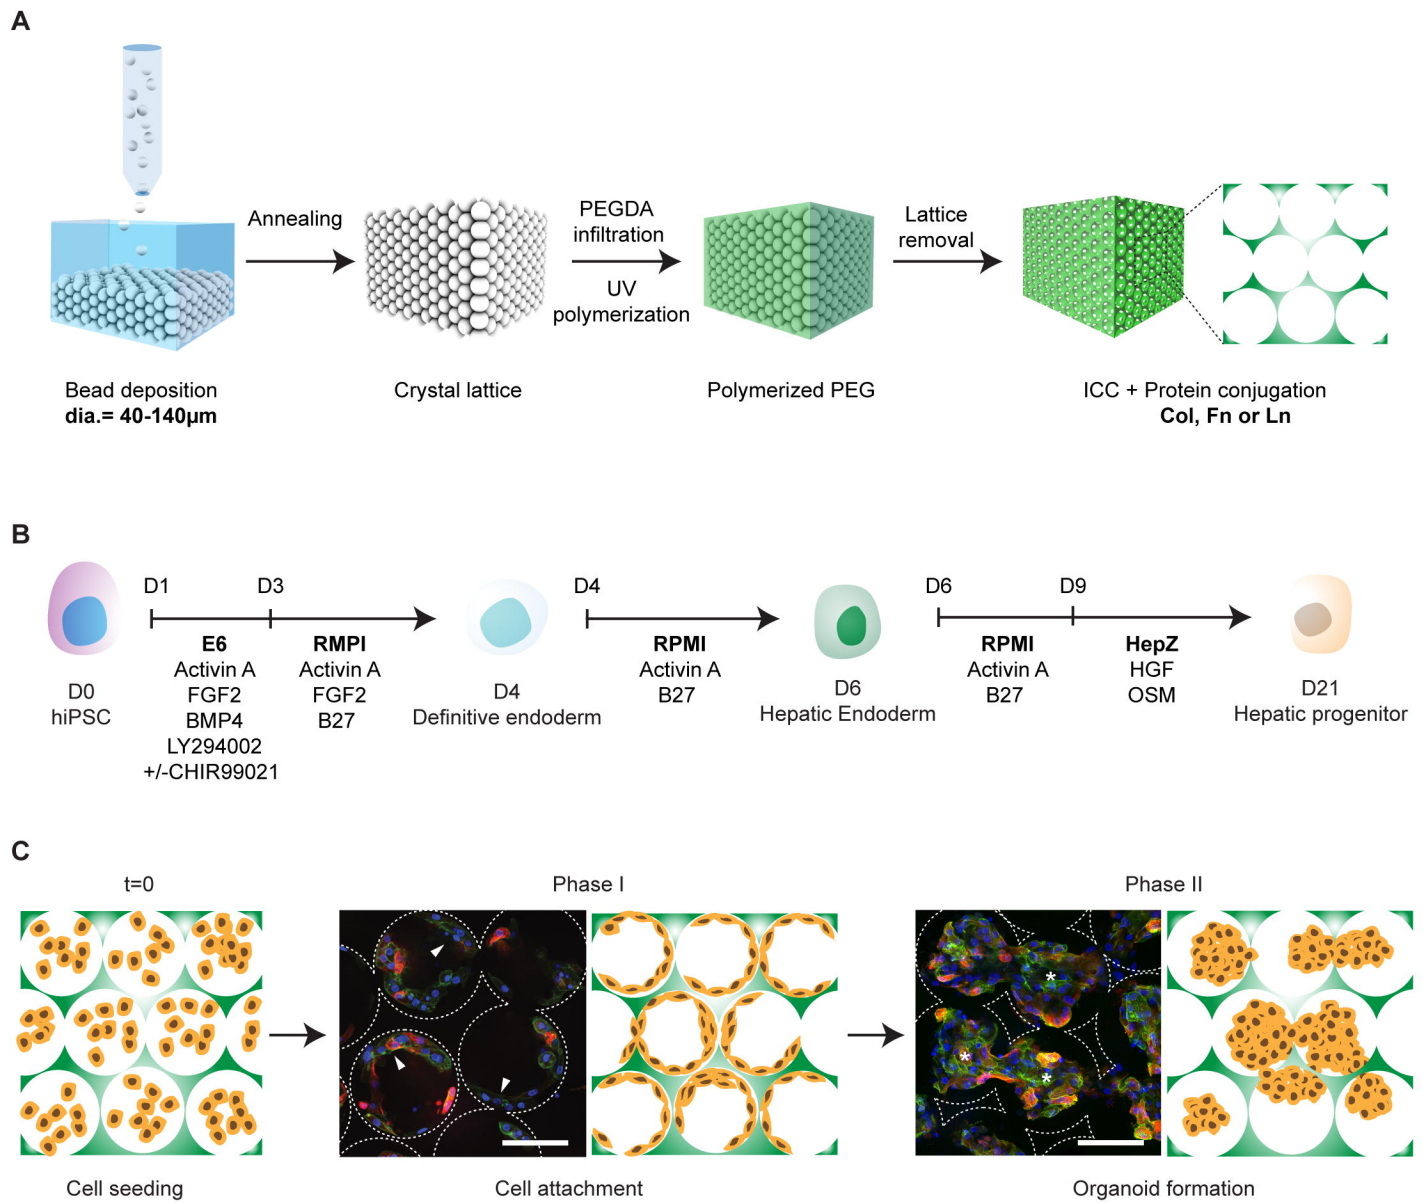 A
Annealing
PEGDA
infiltration
UV
polymerization
Lattice
removal
Bead deposition
dia.= 40-140µm
Crystal lattice
Polymerized PEG
ICC + Protein conjugation
Col, Fn or Ln
B
D0
hiPSC
D1
D3
E6
Activin A
FGF2
BMP4
LY294002
+/-CHIR99021
RMPI
Activin A
FGF2
B27
D4
Definitive endoderm
D4
RPMI
Activin A
B27
D6
Hepatic Endoderm
D6
D9
RPMI
Activin A
B27
HepZ
HGF
OSM
D21
Hepatic progenitor
C
t=0
Phase I
Phase II
*
*
*
Cell seeding
Cell attachment
Organoid formation